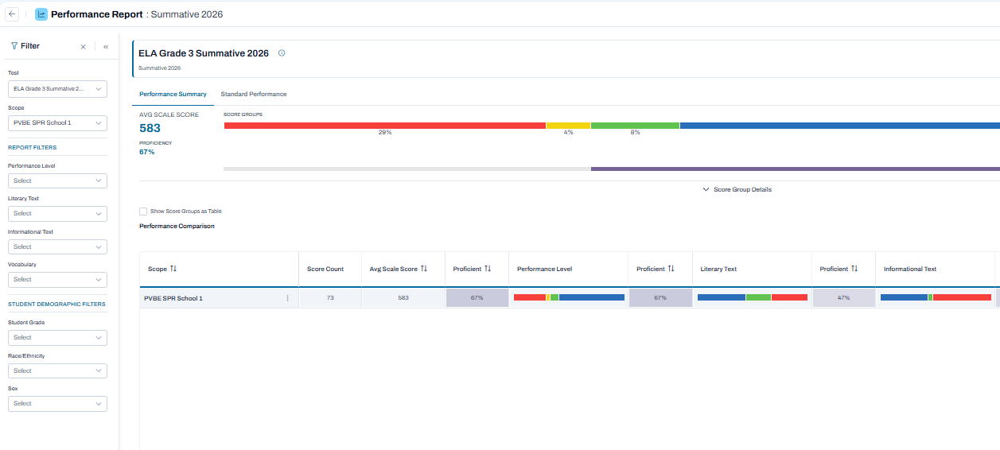 Performance Report : Summative 2026
Filter
Test
ELA Grade 3 Summative 2...
Scope
PVBE SPR School 1
REPORT FILTERS
Performance Level
Select
Literary Text
Select
Informational Text
Select
Vocabulary
Select
STUDENT DEMOGRAPHIC FILTERS
Student Grade
Select
Race/Ethnicity
Select
Sex
Select
ELA Grade 3 Summative 2026
Summative 2026
Performance Summary Standard Performance
AVG SCALE SCORE
583
PROFICIENCY
67%
SCORE GROUPS
29% 4% 8%
Score Group Details
Show Score Groups as Table
Performance Comparison
Scope Score Count Avg Scale Score Proficient Performance Level Proficient Literary Text Proficient Informational Text
PVBE SPR School 1 73 583 67% 67% 47%